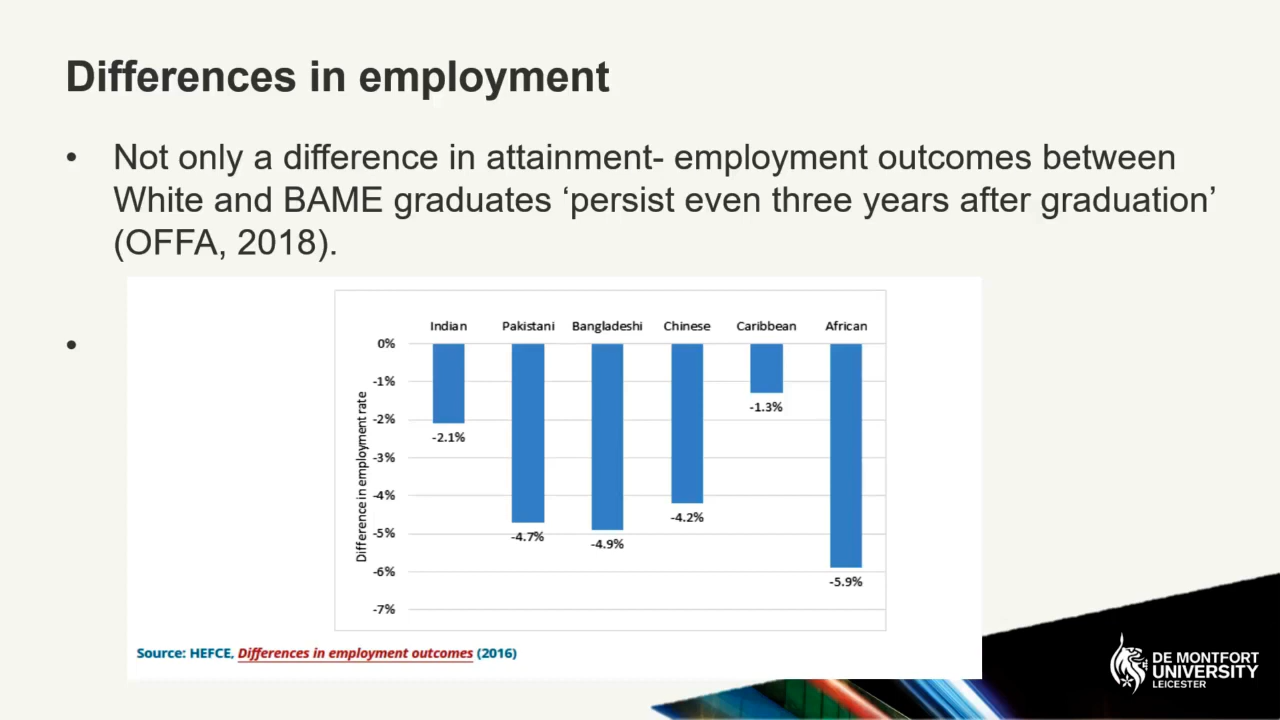 Differences in employment
• Not only a difference in attainment- employment outcomes between
White and BAME graduates ‘persist even three years after graduation’
(OFFA, 2018).
•
Indian Pakistani Bangladeshi Chinese Caribbean African
0%
-1%
-2%
-3%
-4%
-5%
-6%
-7%
Difference in employment rate
-2.1%
-4.7%
-4.9%
-4.2%
-1.3%
-5.9%
Source: HEFCE, Differences in employment outcomes (2016)
DE MONTFORT
UNIVERSITY
LEICESTER